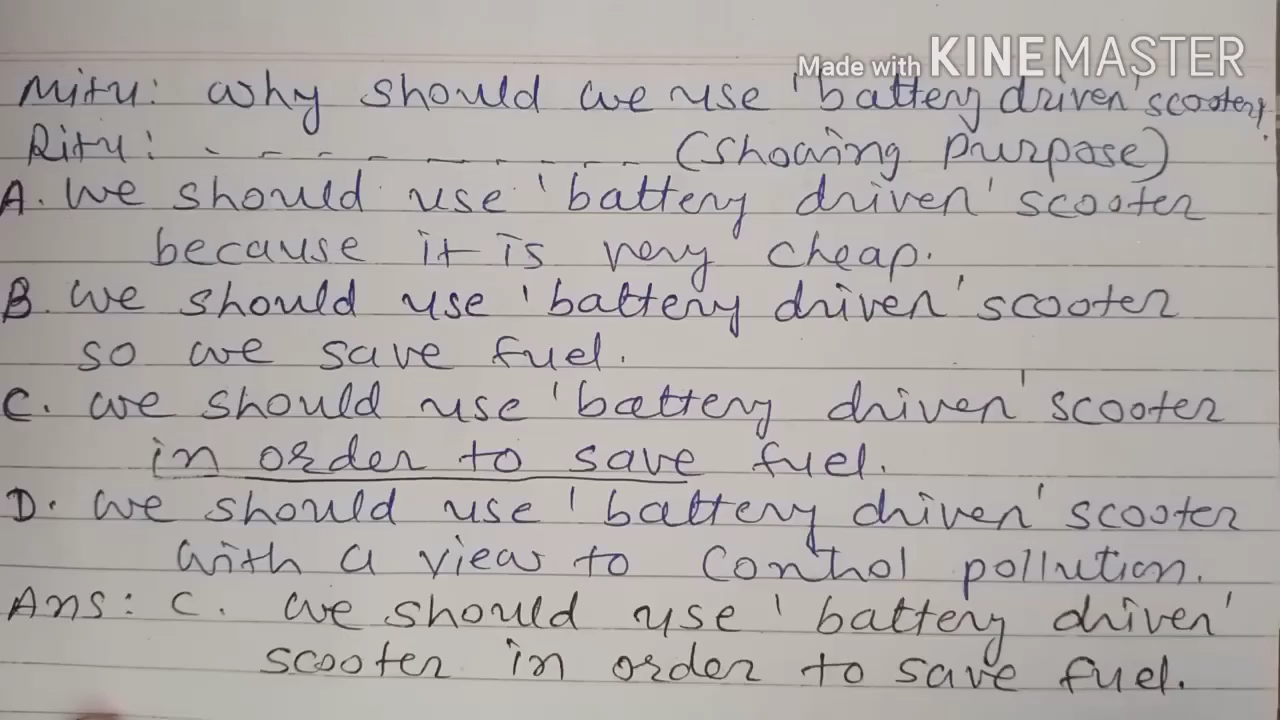 Made with KINEMASTER
Mitu: Why should we use 'battery driven' scooter?
Ritu: - - - - - - - - - (showing purpose)
A. We should use 'battery driven' scooter
because it is very cheap.
B. We should use 'battery driven' scooter
so we save fuel.
C. We should use 'battery driven' scooter
in order to save fuel.
D. We should use 'battery driven' scooter
with a view to control pollution.
Ans: C. We should use 'battery driven'
scooter in order to save fuel.